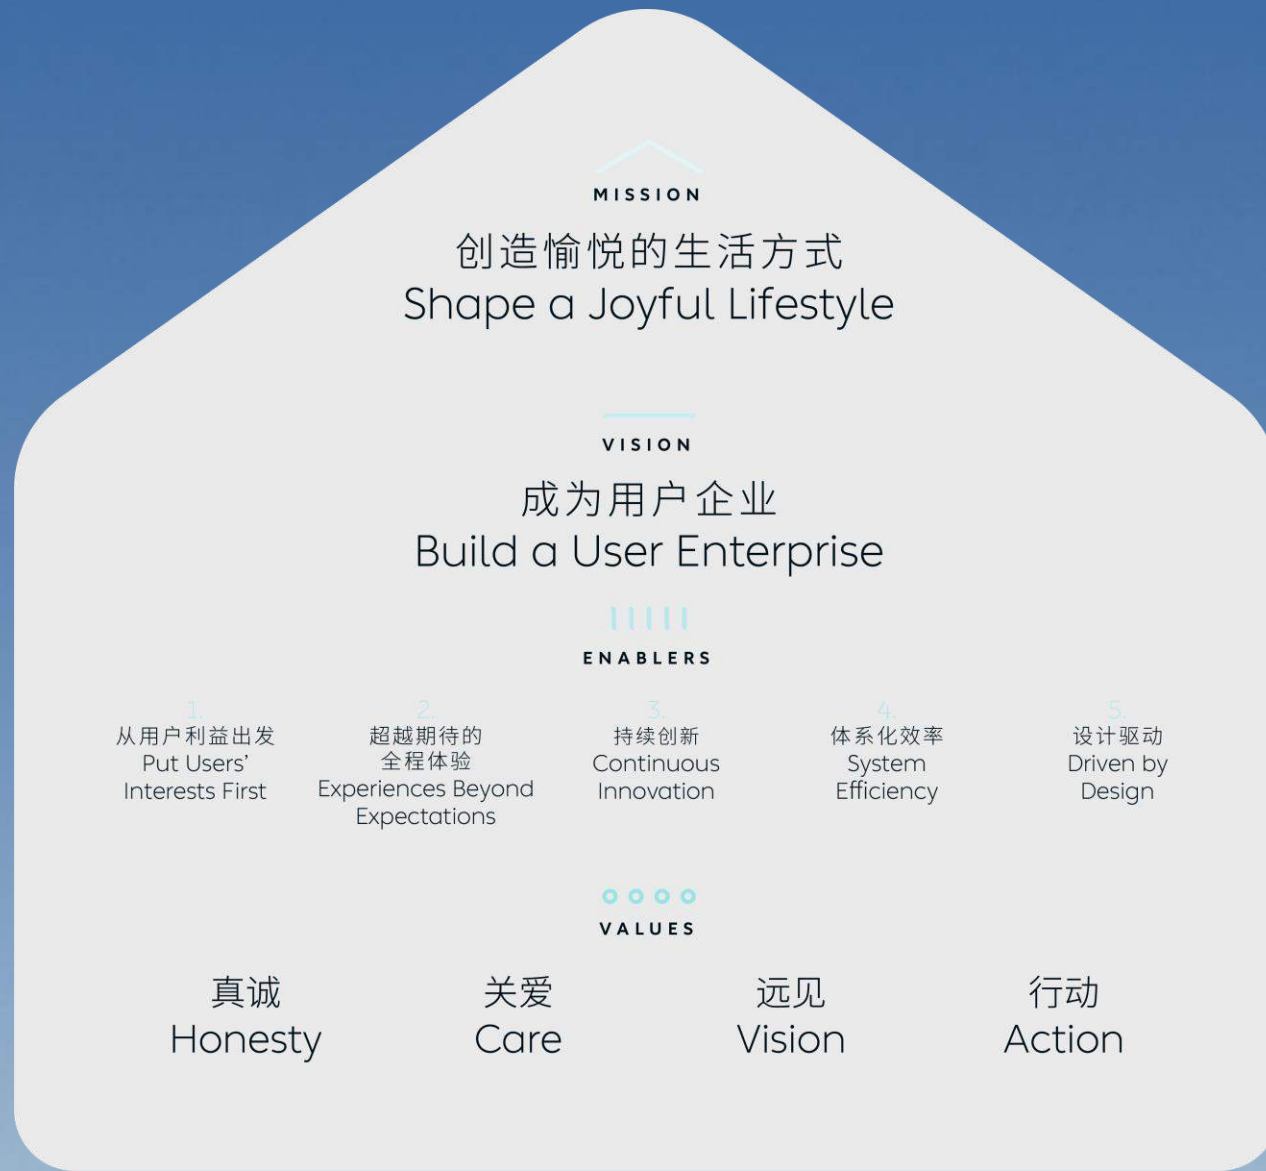 MISSION
创造愉悦的生活方式
Shape a Joyful Lifestyle
VISION
成为用户企业
Build a User Enterprise
ENABLERS
1.
从用户利益出发
Put Users’
Interests First
2.
超越期待的
全程体验
Experiences Beyond
Expectations
3.
持续创新
Continuous
Innovation
4.
体系化效率
System
Efficiency
5.
设计驱动
Driven by
Design
VALUES
真诚
Honesty
关爱
Care
远见
Vision
行动
Action